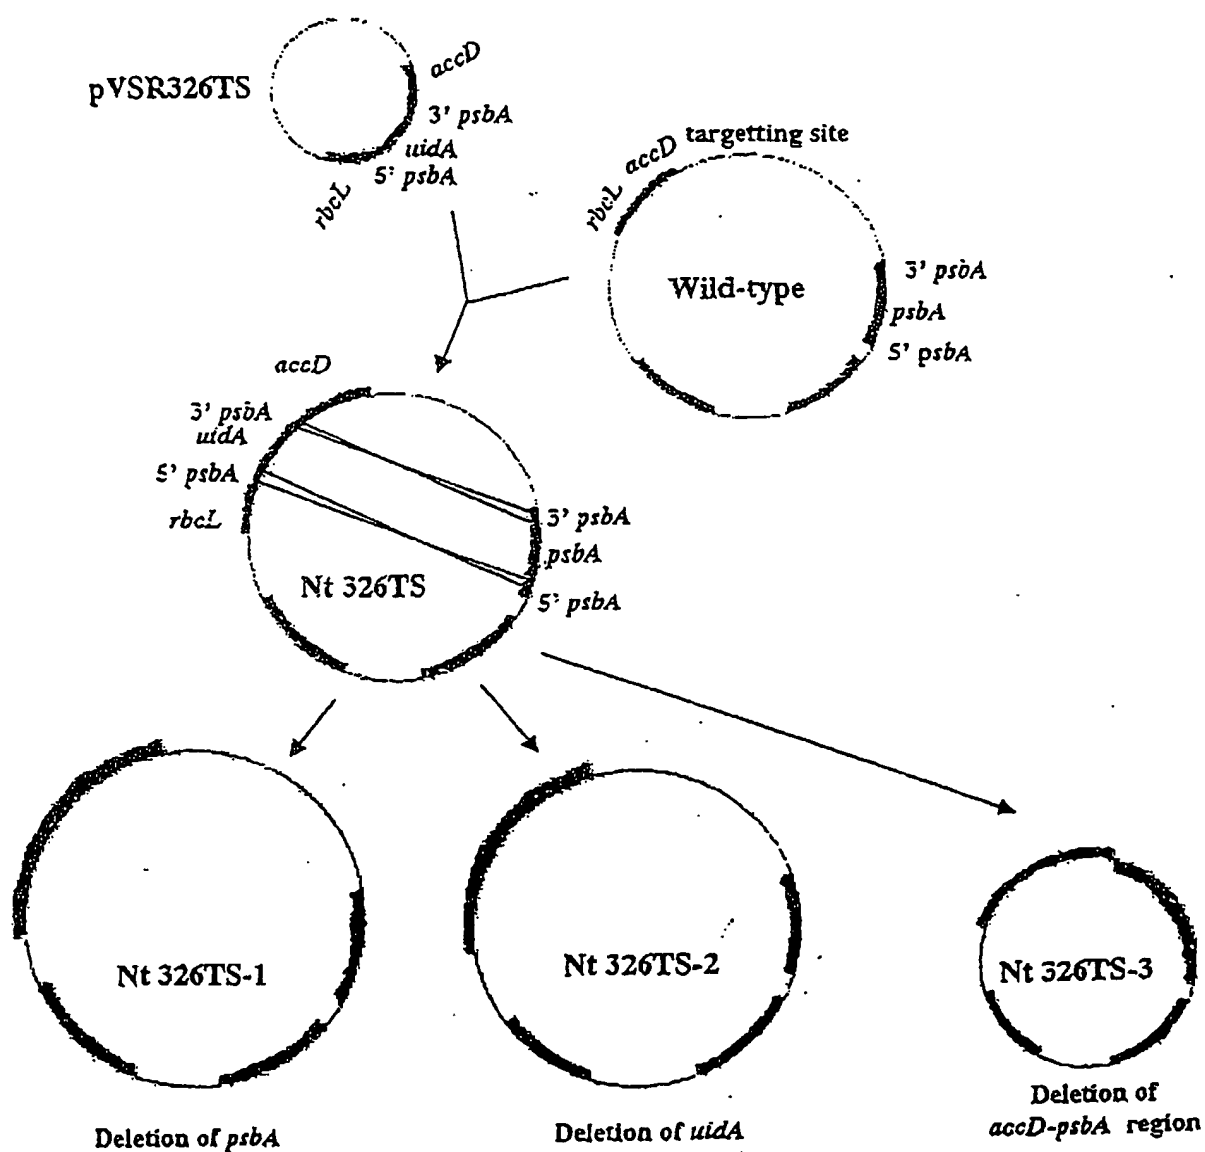 pVSR326TS
accD
3' psbA
uidA
5' psbA
rbcL
rbcL accD targetting site
Wild-type
3' psbA
psbA
5' psbA
accD
3' psbA
uidA
5' psbA
rbcL
Nt 326TS
3' psbA
psbA
5' psbA
Nt 326TS-1
Nt 326TS-2
Nt 326TS-3
Deletion of psbA
Deletion of uidA
Deletion of
accD-psbA region